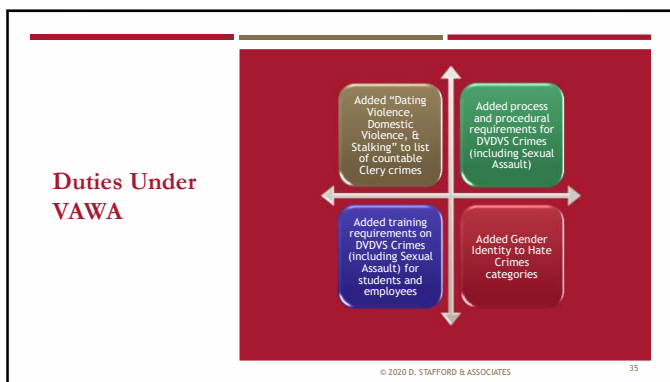 Duties Under
VAWA
Added “Dating
Violence,
Domestic
Violence, &
Stalking” to list
of countable
Clery crimes
Added process
and procedural
requirements for
DVDVS Crimes
(including Sexual
Assault)
Added training
requirements on
DVDVS Crimes
(including Sexual
Assault) for
students and
employees
Added Gender
Identity to Hate
Crimes
categories
© 2020 D. STAFFORD & ASSOCIATES
35